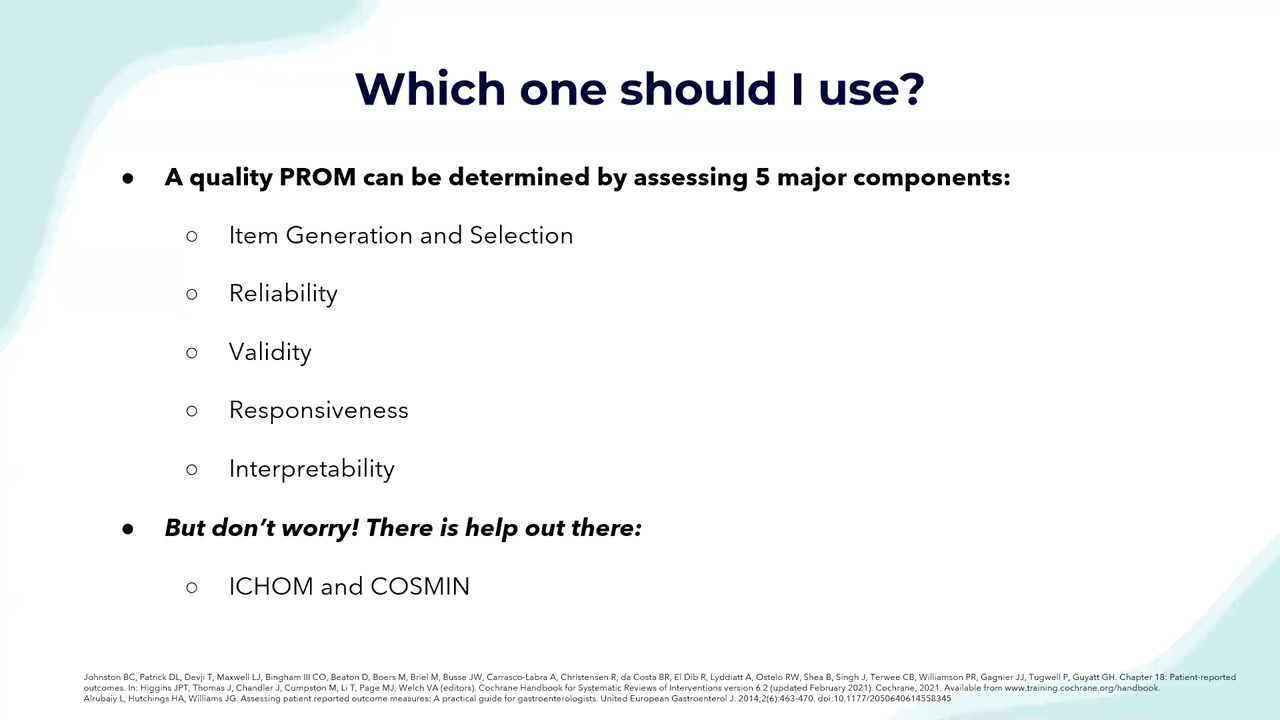 Which one should I use?
● A quality PROM can be determined by assessing 5 major components:
○ Item Generation and Selection
○ Reliability
○ Validity
○ Responsiveness
○ Interpretability
● But don’t worry! There is help out there:
○ ICHOM and COSMIN
Johnston BC, Patrick DL, Devji T, Maxwell LJ, Bingham III CO, Beaton D, Boers M, Briel M, Busse JW, Carrasco-Labra A, Christensen R, da Costa BR, El Dib R, Lyddiatt A, Ostelo RW, Shea B, Singh J, Terwee CB, Williamson PR, Gagnier JJ, Tugwell P, Guyatt GH. Chapter 18: Patient-reported
outcomes. In: Higgins JPT, Thomas J, Chandler J, Cumpston M, Li T, Page MJ, Welch VA (editors). Cochrane Handbook for Systematic Reviews of Interventions version 6.2 (updated February 2021). Cochrane, 2021. Available from www.training.cochrane.org/handbook.
Alrubaiy L, Hutchings HA, Williams JG. Assessing patient reported outcome measures: A practical guide for gastroenterologists. United European Gastroenterol J. 2014;2(6):463-470. doi:10.1177/2050640614558345